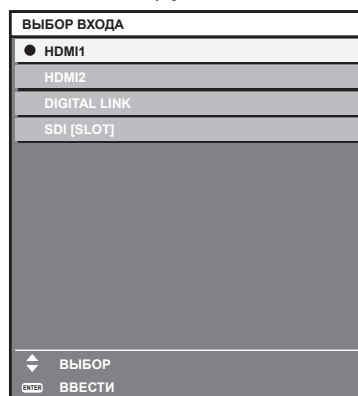 ВЫБОР ВХОДА
HDMI1
HDMI2
DIGITAL LINK
SDI [SLOT]
ВЫБОР
ENTER ВВЕСТИ